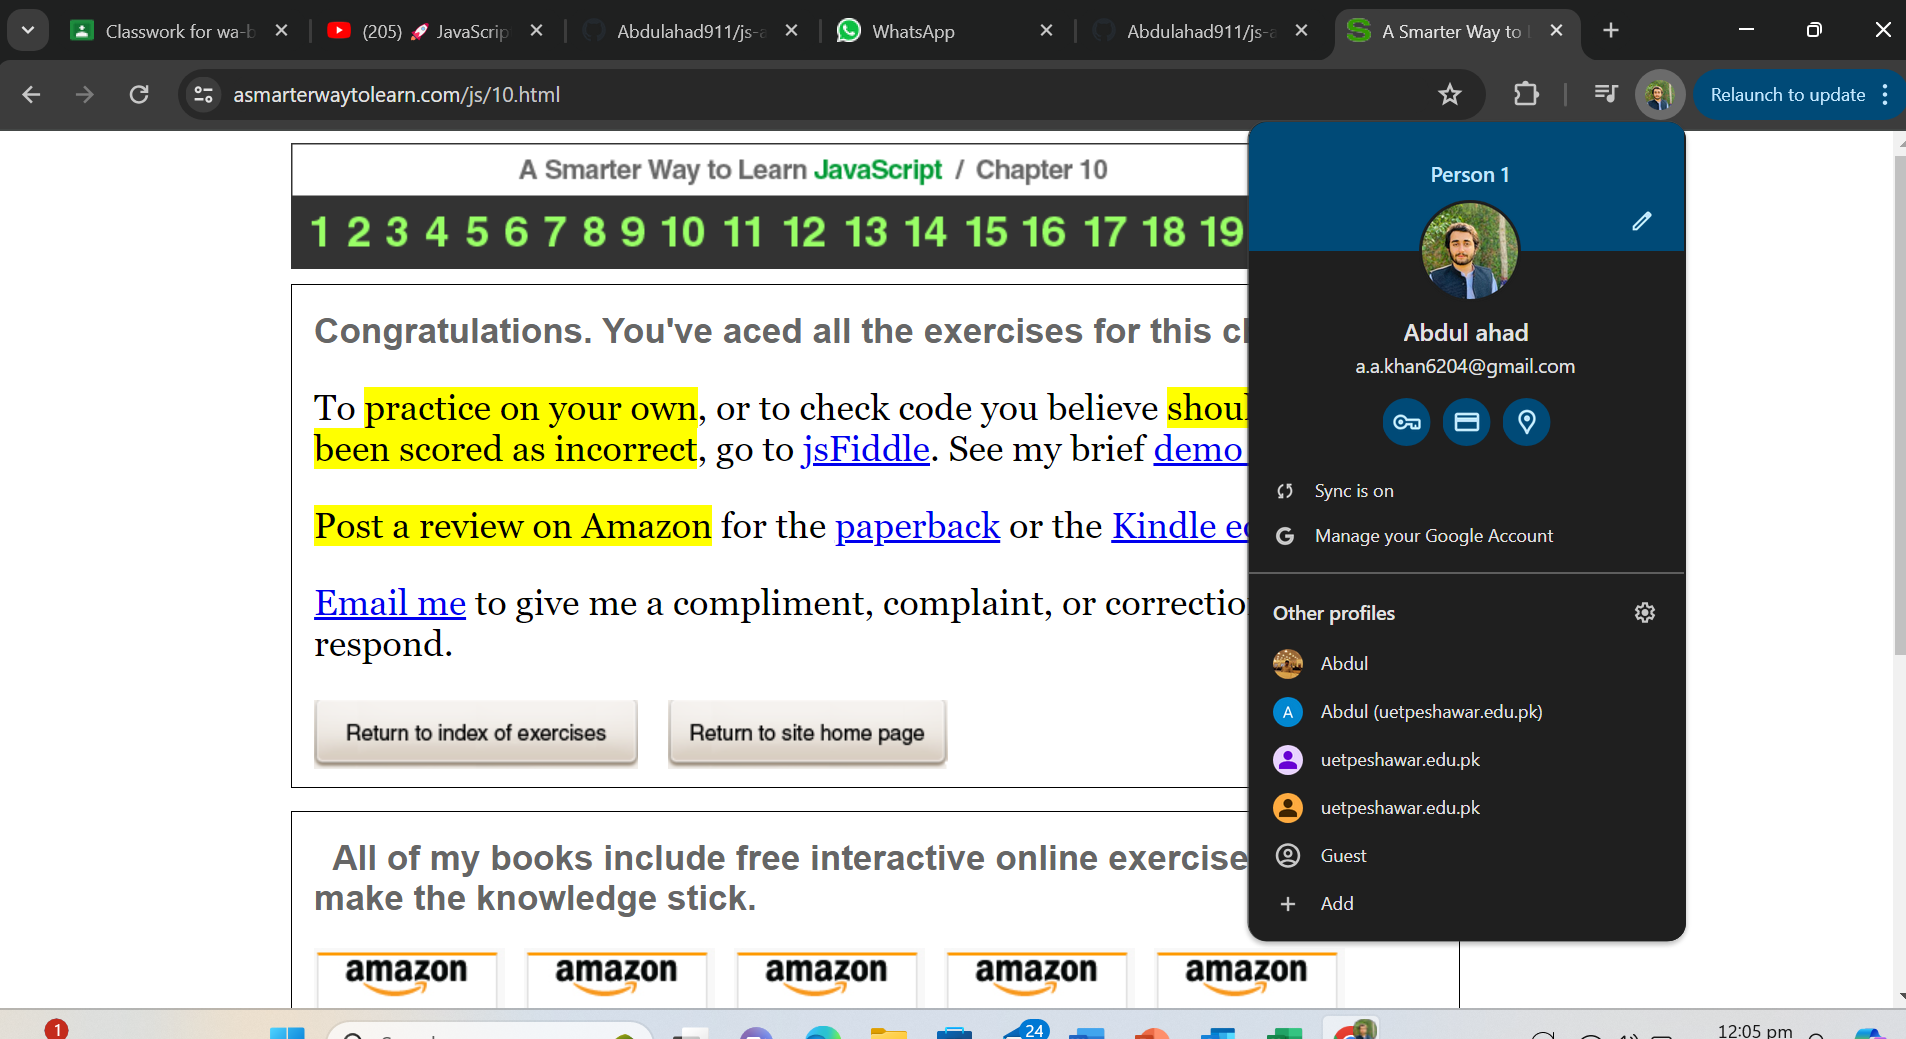 Classwork for wa-b
(205) 🚀 JavaScrip
Abdulahad911/js-a
WhatsApp
Abdulahad911/js-a
A Smarter Way to
asmarterwaytolearn.com/js/10.html
Relaunch to update
A Smarter Way to Learn JavaScript / Chapter 10
1 2 3 4 5 6 7 8 9 10 11 12 13 14 15 16 17 18 19
Congratulations. You've aced all the exercises for this c
To practice on your own, or to check code you believe shoul
been scored as incorrect, go to jsFiddle. See my brief demo
Post a review on Amazon for the paperback or the Kindle e
Email me to give me a compliment, complaint, or correctio
respond.
Return to index of exercises
Return to site home page
All of my books include free interactive online exercise
make the knowledge stick.
amazon
amazon
amazon
amazon
amazon
Person 1
Abdul ahad
a.a.khan6204@gmail.com
Sync is on
Manage your Google Account
Other profiles
Abdul
A
Abdul (uetpeshawar.edu.pk)
uetpeshawar.edu.pk
uetpeshawar.edu.pk
Guest
Add
1
24
12:05 pm